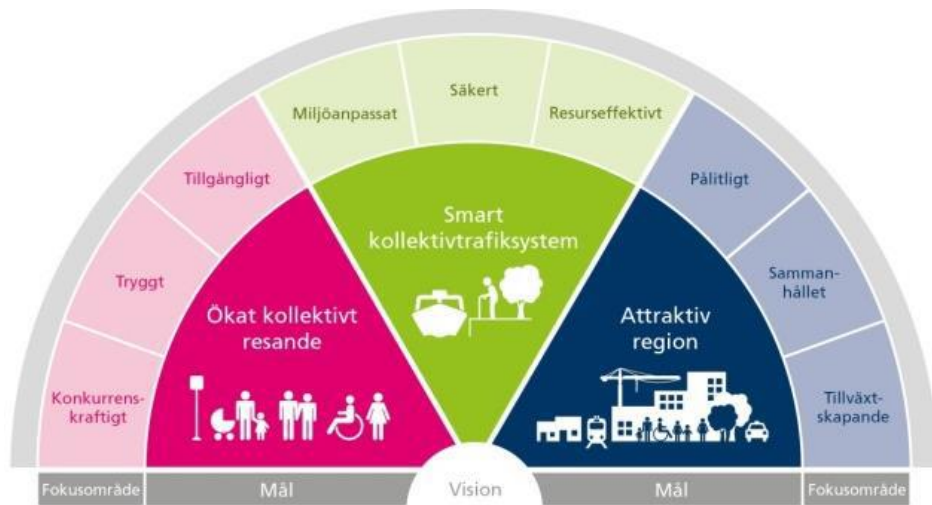 Miljöanpassat
Säkert
Resurseffektivt
Tillgängligt
Pålitligt
Smart
kollektivtrafiksystem
Tryggt
Samman-
hållet
Ökat kollektivt
resande
Attraktiv
region
Konkurrens-
kraftigt
Tillväxt-
skapande
Fokusområde
Mål
Vision
Mål
Fokusområde